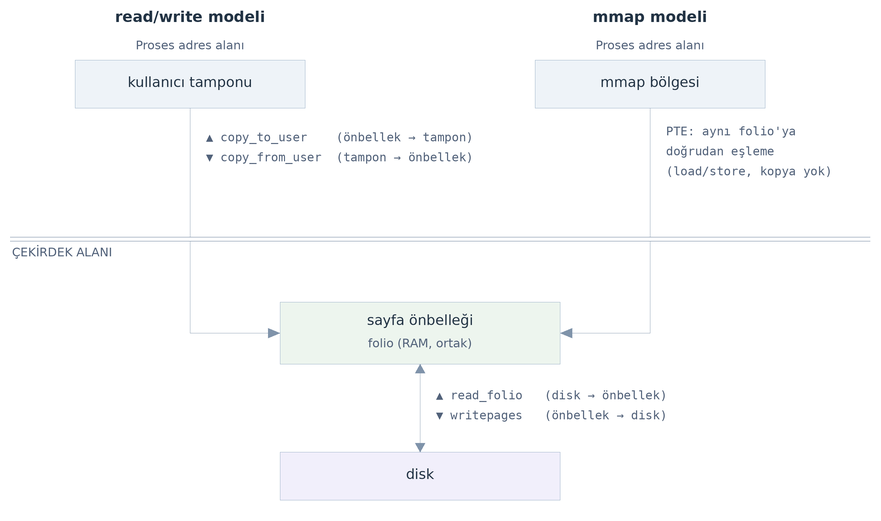 read/write modeli
Proses adres alanı
kullanıcı tamponu
▲ copy_to_user (önbellek → tampon)
▼ copy_from_user (tampon → önbellek)
mmap modeli
Proses adres alanı
mmap bölgesi
PTE: aynı folio'ya
doğrudan eşleme
(load/store, kopya yok)
ÇEKİRDEK ALANI
sayfa önbelleği
folio (RAM, ortak)
▲ read_folio (disk → önbellek)
▼ writepages (önbellek → disk)
disk